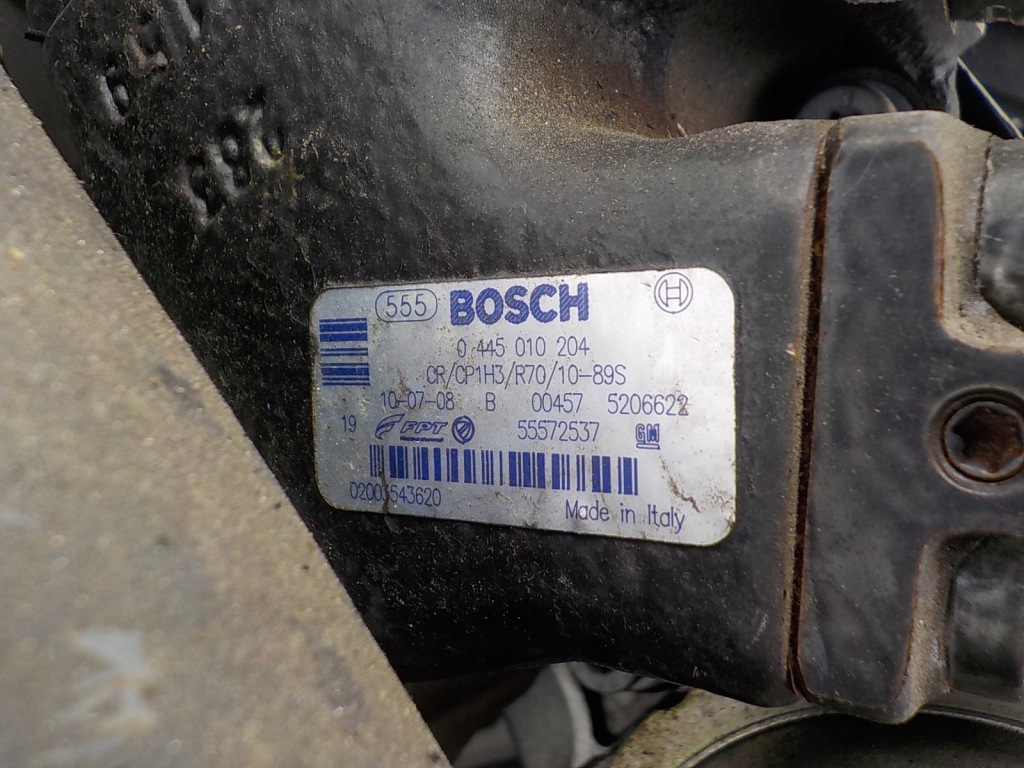 555 BOSCH
0 445 010 204
CR/CP1H3/R70/10-89S
10-07-08 B 00457 5206622
19 FPT 55572537 GM
02003543620
Made in Italy